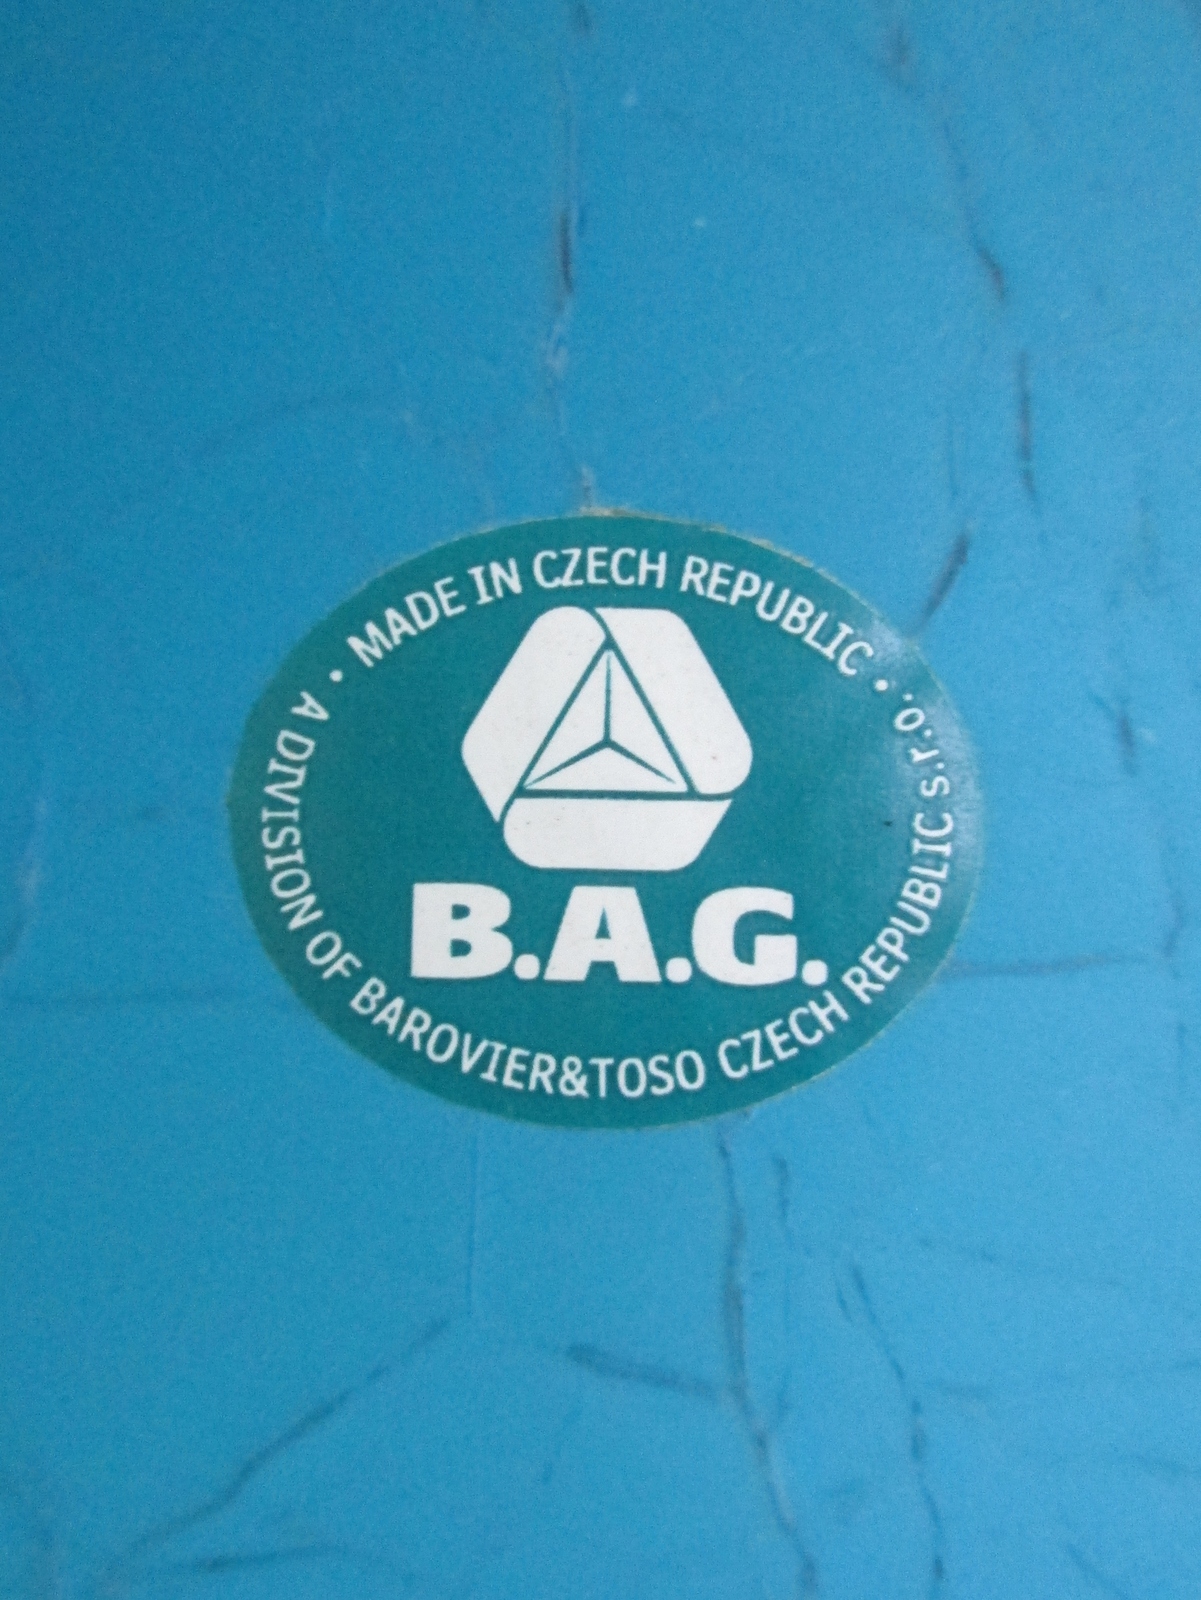 • MADE IN CZECH REPUBLIC •
B.A.G.
A DIVISION OF BAROVIER&TOSO CZECH REPUBLIC s.r.o.